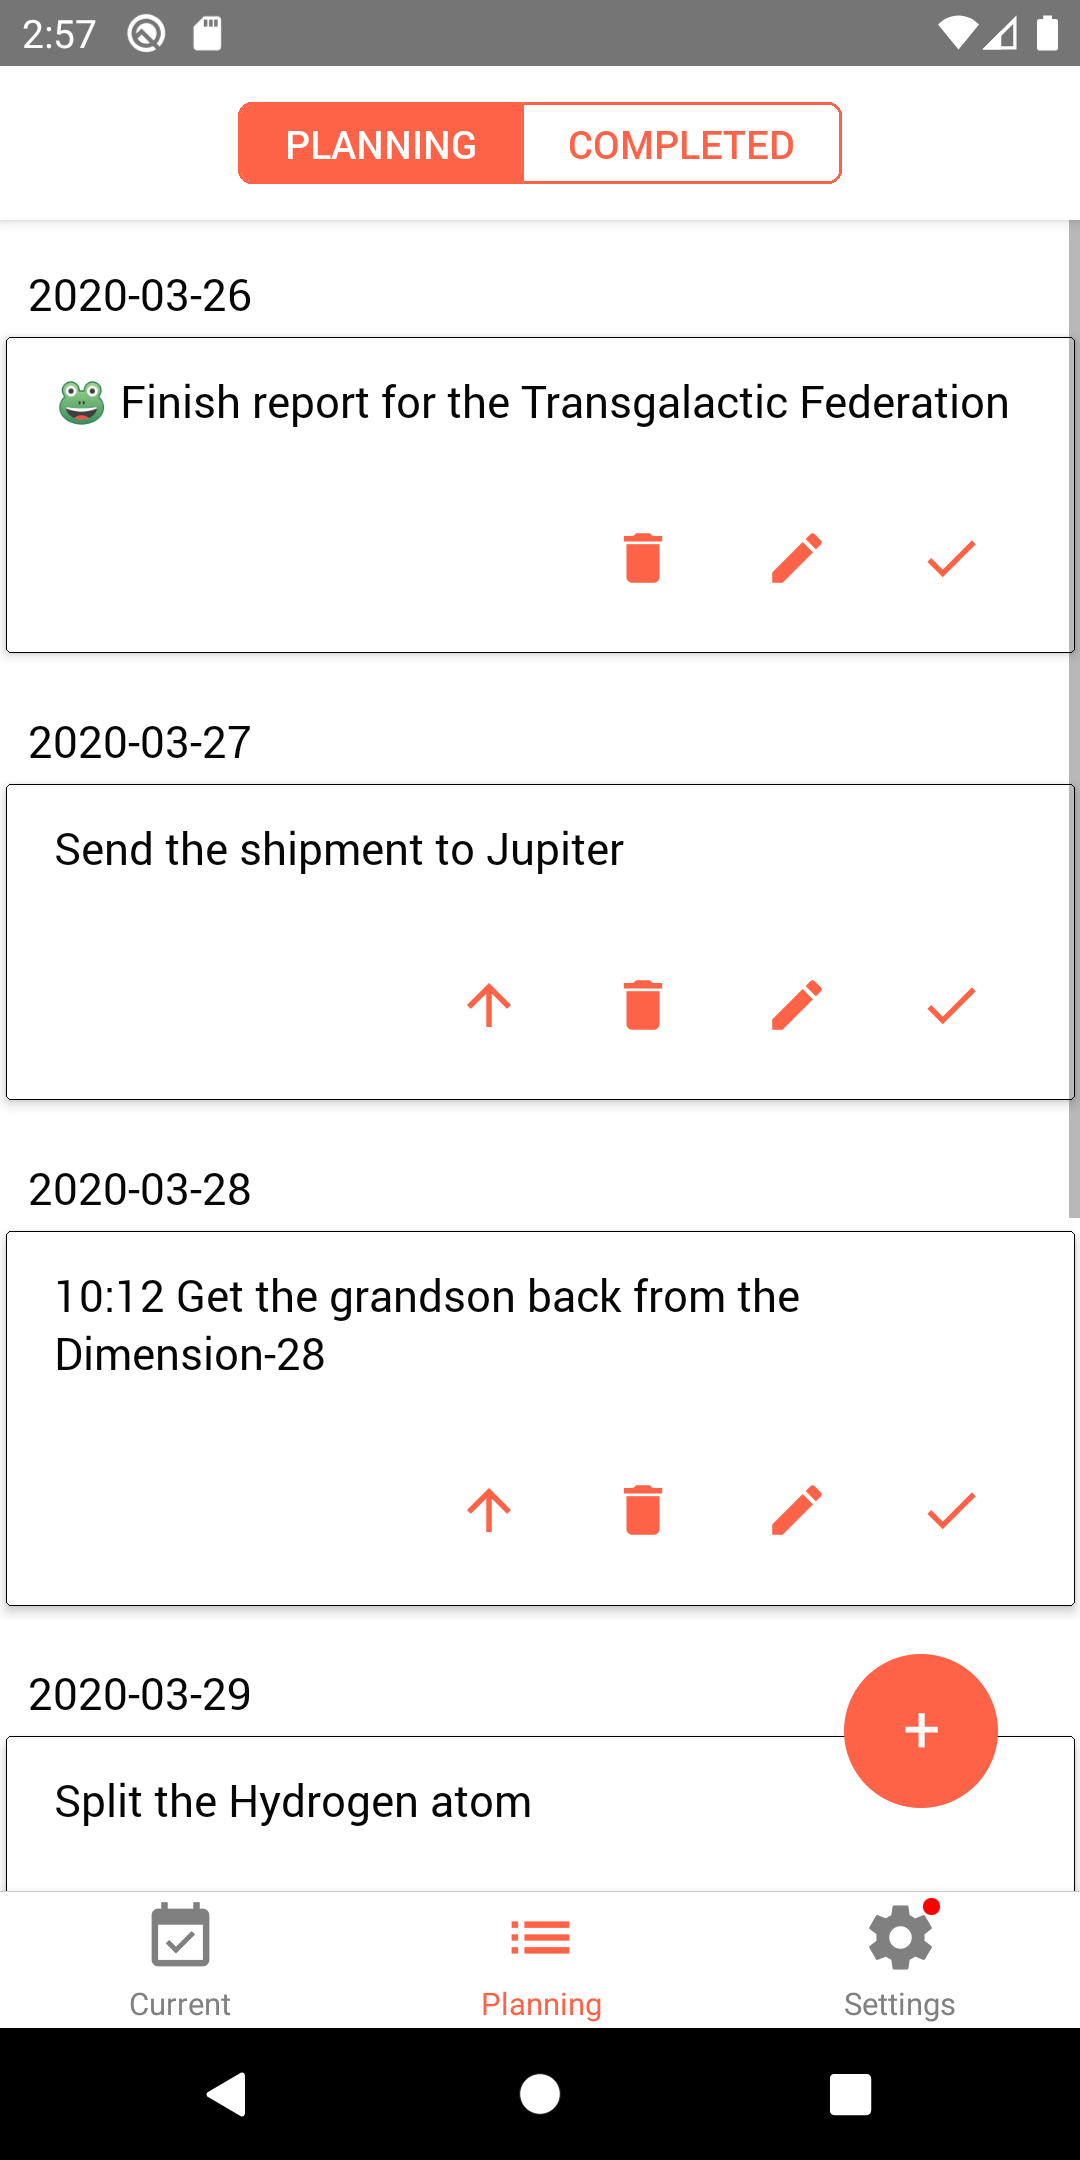 2:57
PLANNING COMPLETED
2020-03-26
🐸 Finish report for the Transgalactic Federation
2020-03-27
Send the shipment to Jupiter
2020-03-28
10:12 Get the grandson back from the
Dimension-28
2020-03-29
Split the Hydrogen atom
Current Planning Settings